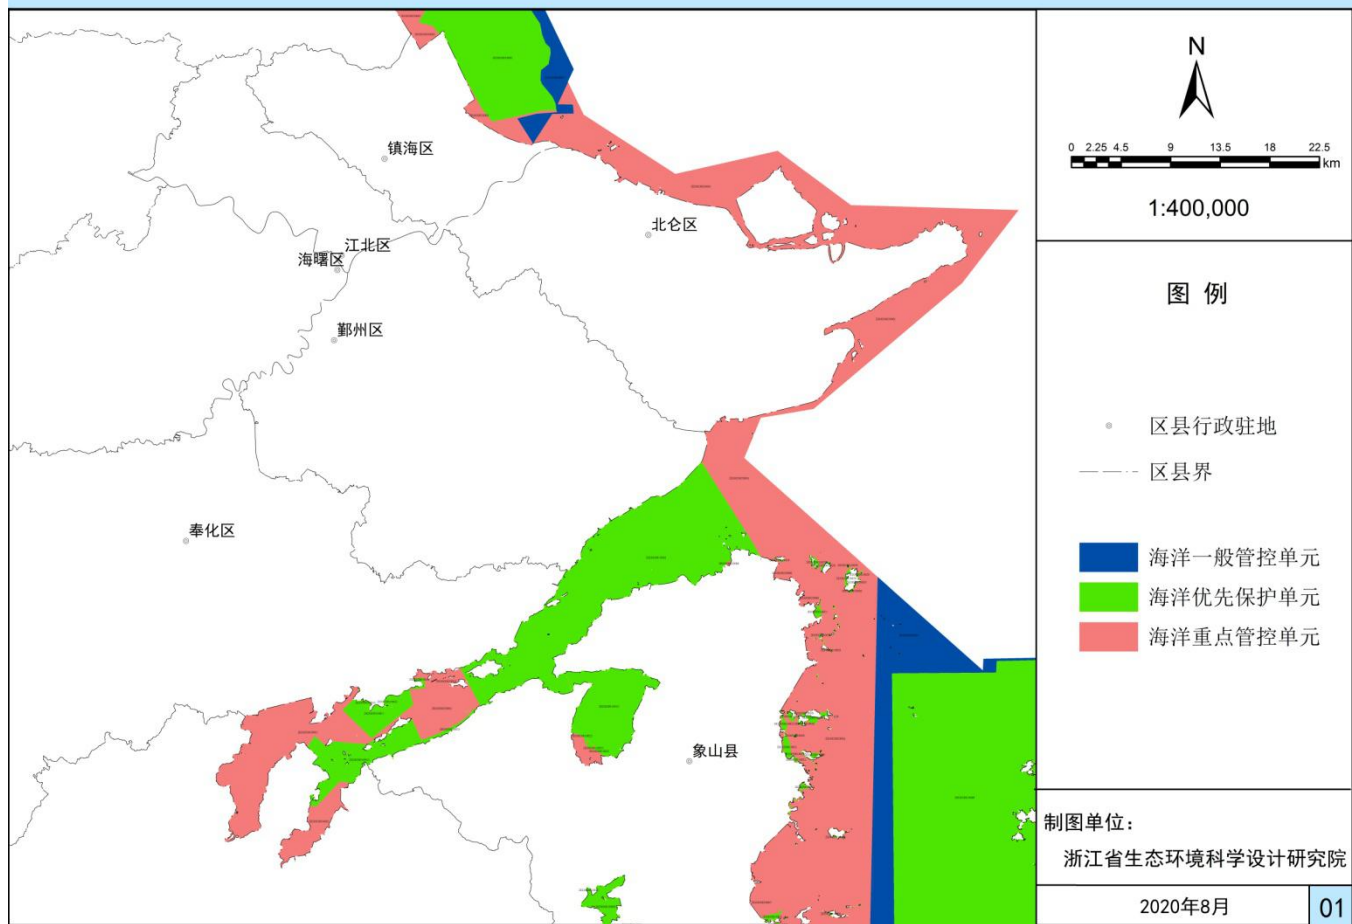 镇海区
北仑区
江北区
海曙区
鄞州区
奉化区
象山县
N
0 2.25 4.5 9 13.5 18 22.5
km
1:400,000
图 例
区县行政驻地
区县界
海洋一般管控单元
海洋优先保护单元
海洋重点管控单元
制图单位：
浙江省生态环境科学设计研究院
2020年8月
01